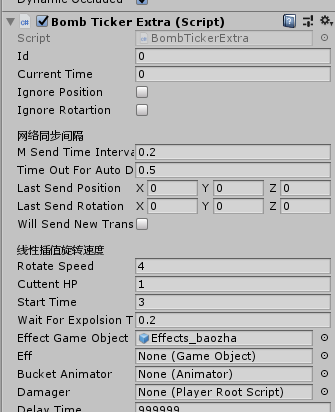 Dynamic Occluded
Bomb Ticker Extra (Script)
Script BombTickerExtra
Id 0
Current Time 0
Ignore Position
Ignore Rotartion
网络同步间隔
M Send Time Interva 0.2
Time Out For Auto D 0.5
Last Send Position X 0 Y 0 Z 0
Last Send Rotation X 0 Y 0 Z 0
Will Send New Trans
线性插值旋转速度
Rotate Speed 4
Cuttent HP 1
Start Time 3
Wait For Expolsion T 0.2
Effect Game Object Effects_baozha
Eff None (Game Object)
Bucket Animator None (Animator)
Damager None (Player Root Script)
Delay Time 999999